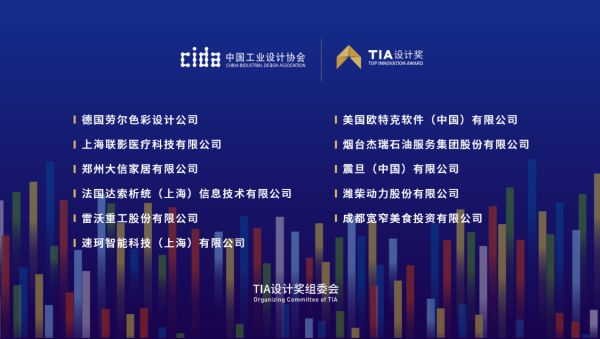 cida 中国工业设计协会
CHINA INDUSTRIAL DESIGN ASSOCIATION
TIA设计奖
TOP INNOVATION AWARD
德国劳尔色彩设计公司
上海联影医疗科技有限公司
郑州大信家居有限公司
法国达索析统（上海）信息技术有限公司
雷沃重工股份有限公司
速珂智能科技（上海）有限公司
美国欧特克软件（中国）有限公司
烟台杰瑞石油服务集团股份有限公司
震旦（中国）有限公司
潍柴动力股份有限公司
成都宽窄美食投资有限公司
TIA设计奖组委会
Organizing Committee of TIA